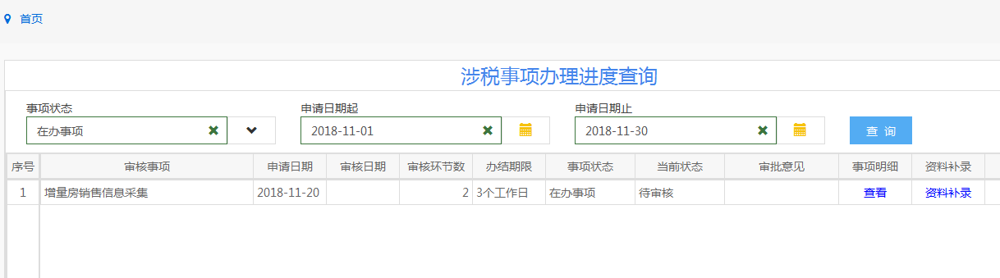 首页
涉税事项办理进度查询
事项状态 申请日期起 申请日期止
在办事项 2018-11-01 2018-11-30 查 询
序号 审核事项 申请日期 审核日期 审核环节数 办结期限 事项状态 当前状态 审批意见 事项明细 资料补录
1 增量房销售信息采集 2018-11-20 2 3个工作日 在办事项 待审核 查看 资料补录